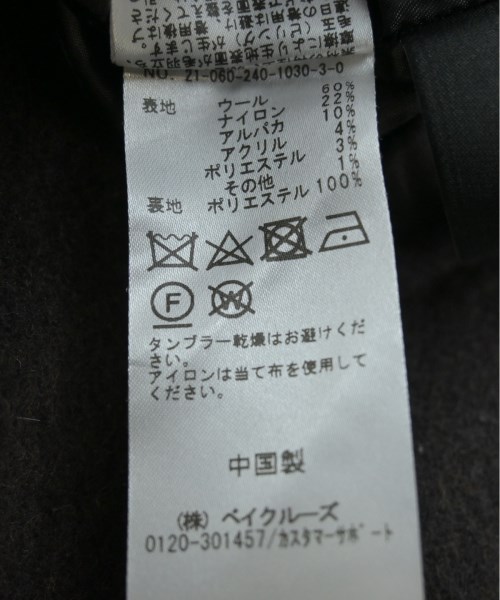 NO. Z1-060-240-1030-3-0
表地 ウール 60%
ナイロン 22%
アルパカ 10%
アクリル 4%
ポリエステル 3%
その他 1%
裏地 ポリエステル 100%
F W
タンブラー乾燥はお避けくだ
さい。
アイロンは当て布を使用して
ください。
中国製
(株) ベイクルーズ
0120-301457/カスタマーサポート